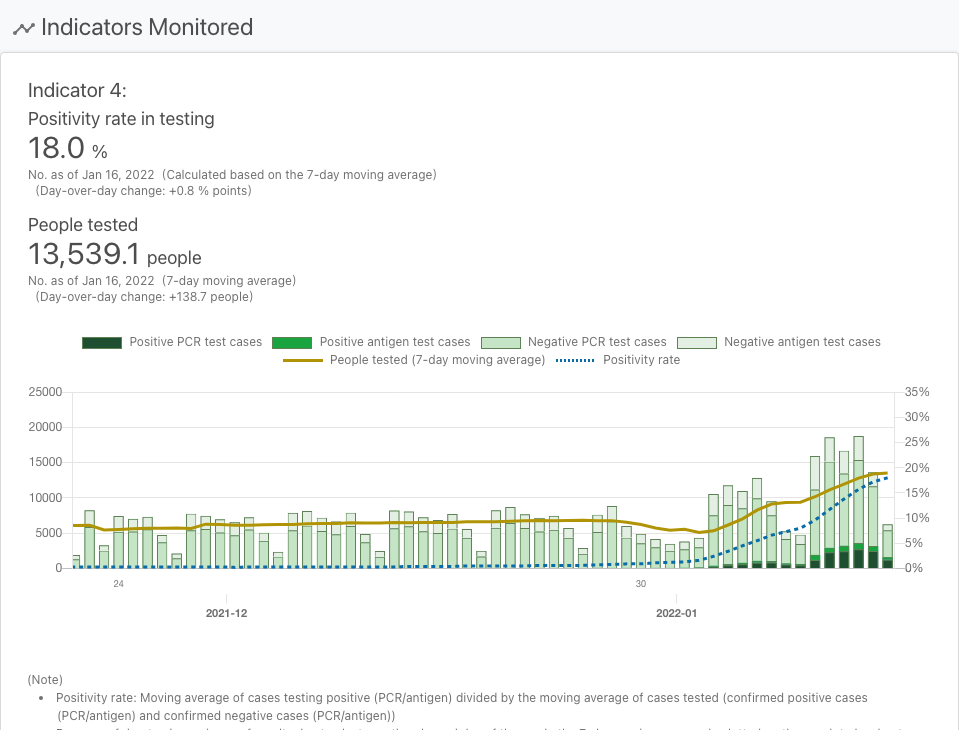 Indicators Monitored
Indicator 4:
Positivity rate in testing
18.0 %
No. as of Jan 16, 2022 (Calculated based on the 7-day moving average)
(Day-over-day change: +0.8 % points)
People tested
13,539.1 people
No. as of Jan 16, 2022 (7-day moving average)
(Day-over-day change: +138.7 people)
Positive PCR test cases Positive antigen test cases Negative PCR test cases Negative antigen test cases
People tested (7-day moving average) Positivity rate
25000 35%
30%
20000
25%
15000 20%
15%
10000
10%
5000 5%
0 0%
24 30
2021-12 2022-01
(Note)
• Positivity rate: Moving average of cases testing positive (PCR/antigen) divided by the moving average of cases tested (confirmed positive cases
(PCR/antigen) and confirmed negative cases (PCR/antigen))